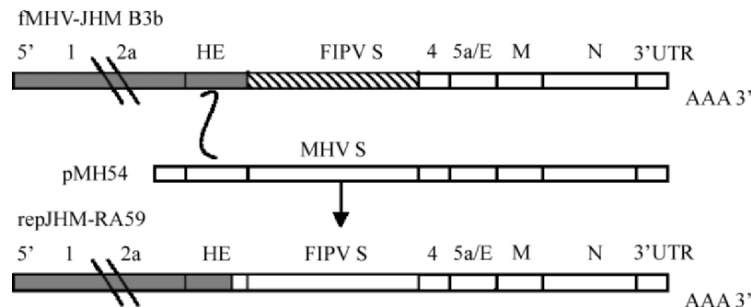 fMHV-JHM B3b
5' 1 2a HE FIPV S 4 5a/E M N 3'UTR
AAA 3'
MHV S
pMH54
repJHM-RA59
5' 1 2a HE FIPV S 4 5a/E M N 3'UTR
AAA 3'